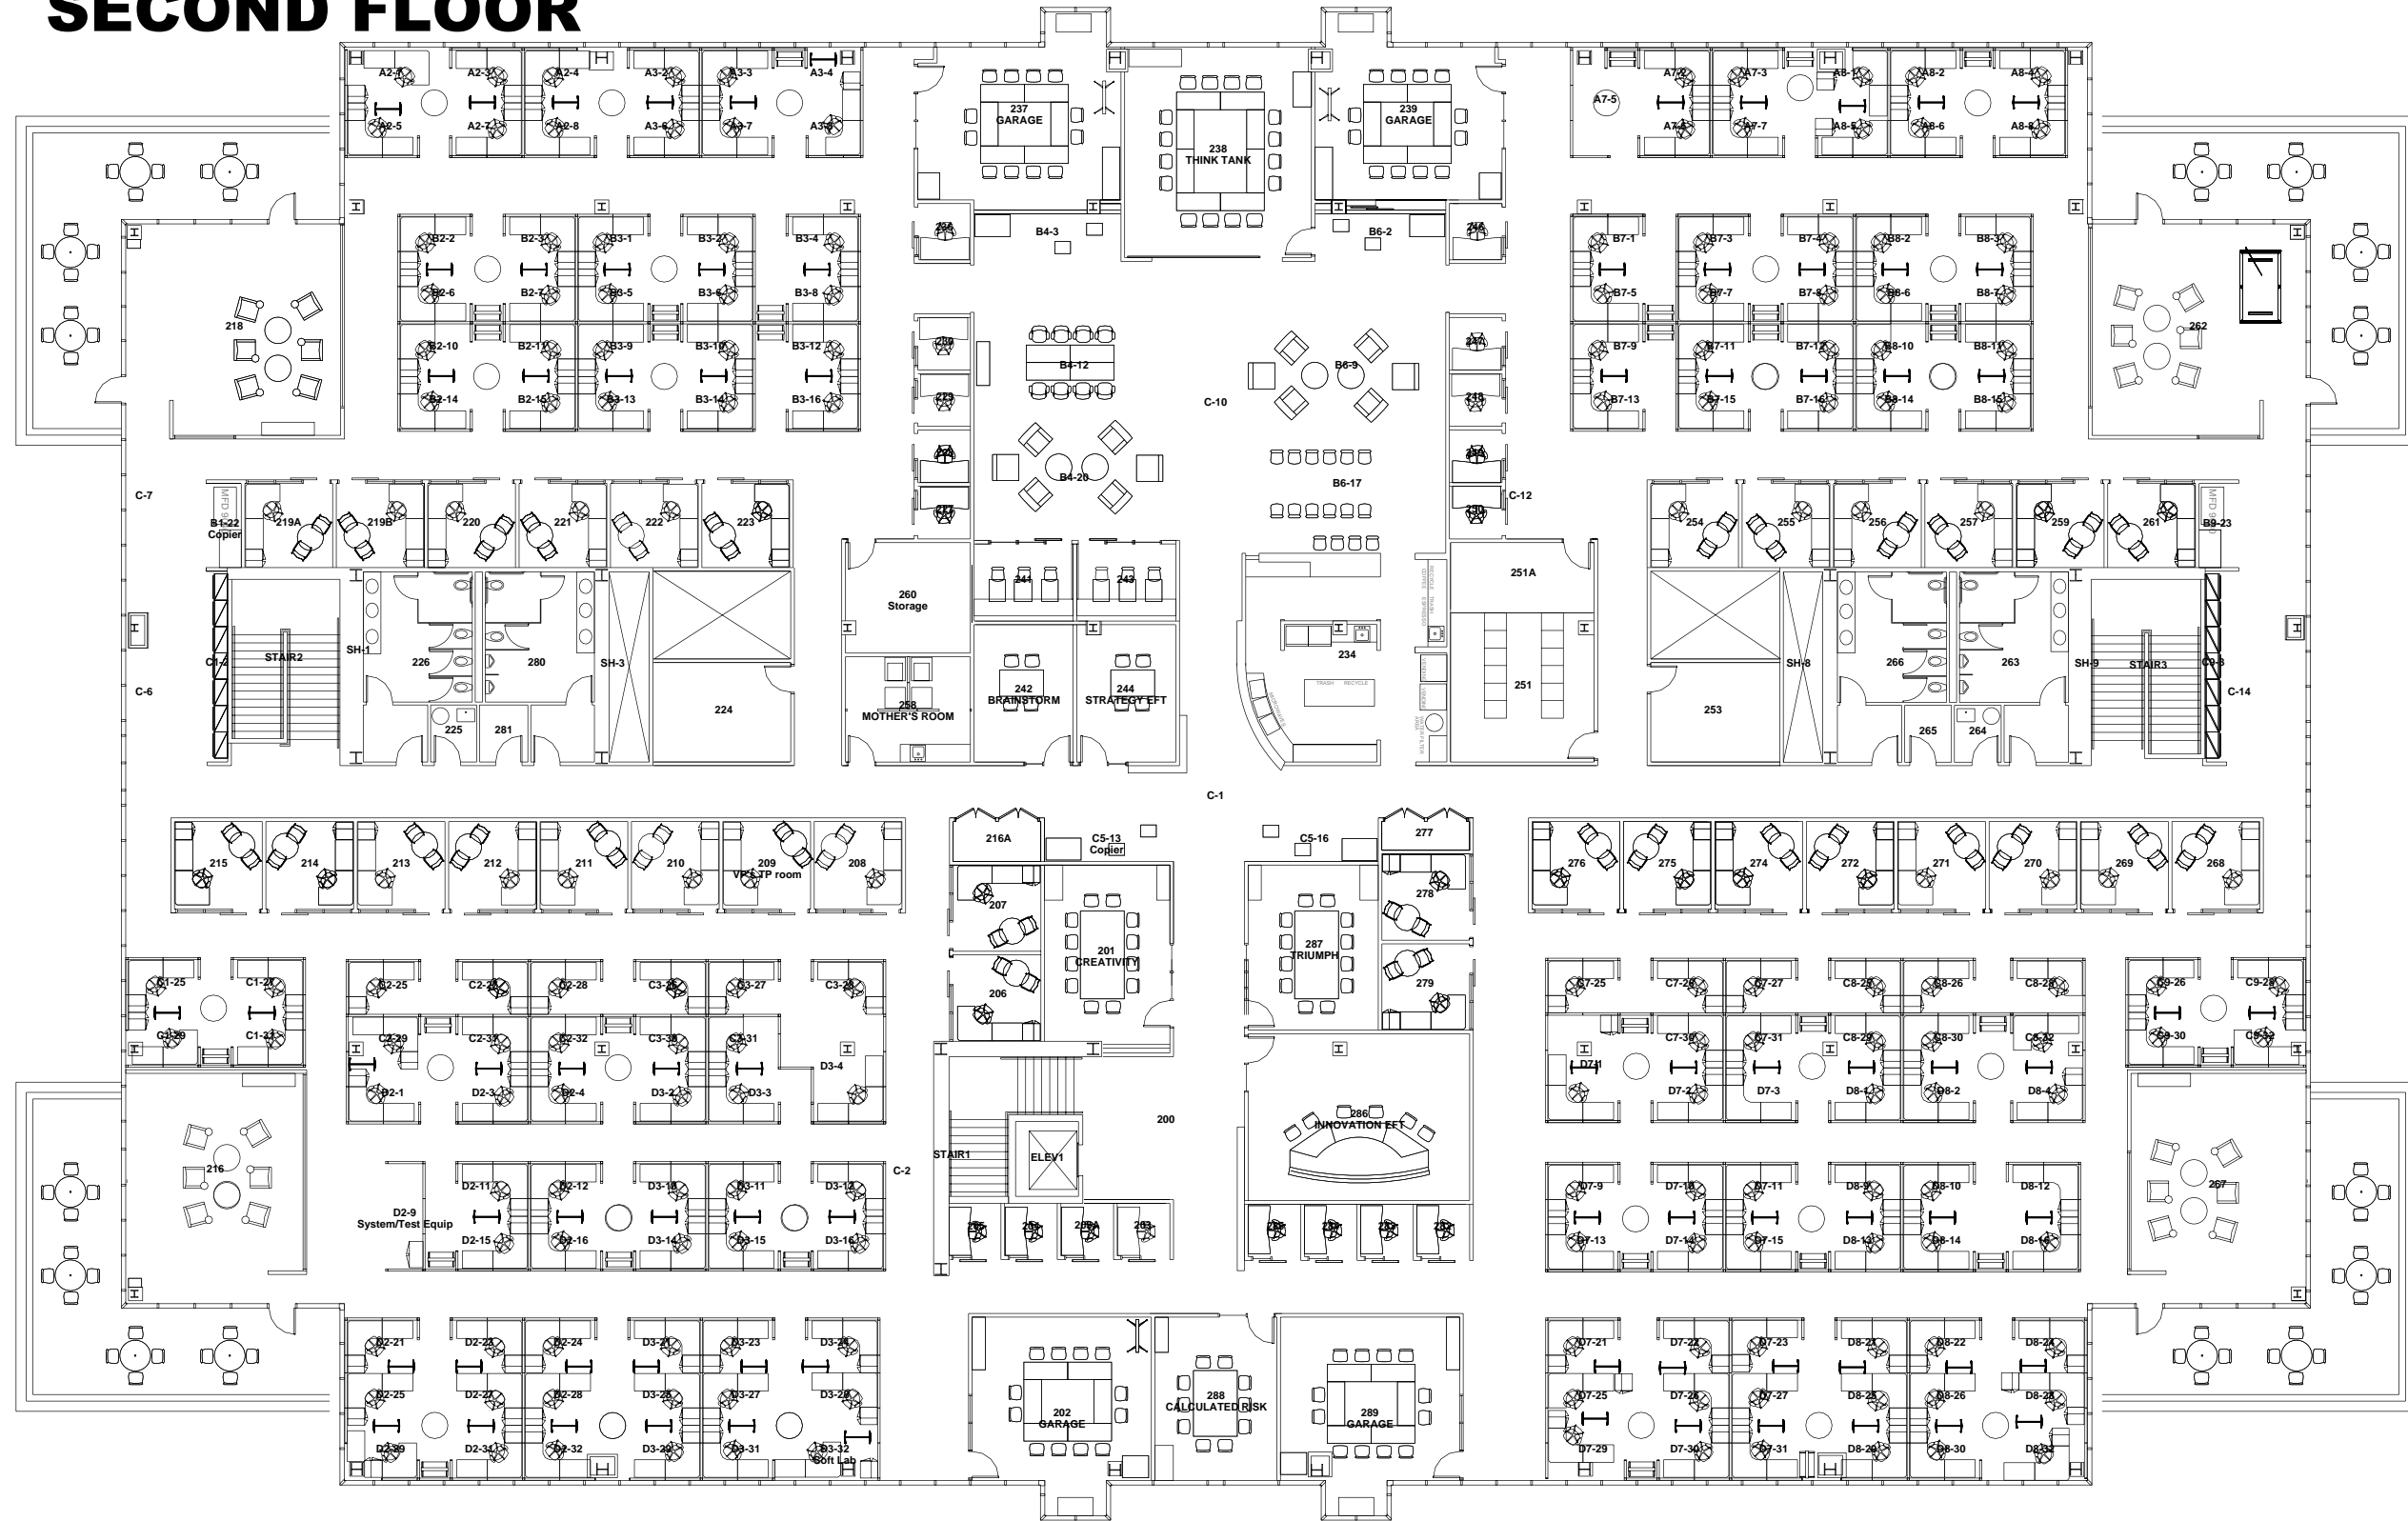 SECOND FLOOR
A2-3
A2-4
A3-2
A3-3
A3-4
A7-2
A7-3
A8-1
A8-2
A8-4
A2-5
A2-7
A2-8
A3-6
A3-7
A7-5
A7-7
A8-5
A8-6
A8-8
237
GARAGE
238
THINK TANK
239
GARAGE
B2-2
B2-3
B3-1
B3-2
B3-4
B4-3
B6-2
246
B7-1
B7-3
B7-4
B8-2
B8-3
B2-6
B2-7
B3-5
B3-6
B3-8
B7-5
B7-7
B7-8
B8-6
B8-7
218
262
B2-10
B2-11
B3-9
B3-10
B3-12
B4-12
B6-9
247
B7-9
B7-11
B7-12
B8-10
B8-11
B2-14
B2-15
B3-13
B3-14
B3-16
C-10
248
B7-13
B7-15
B7-16
B8-14
B8-15
B4-20
B6-17
C-7
C-12
B1-22
Copier
219A
219B
220
221
222
223
254
255
256
257
259
261
B9-23
241
243
251A
260
Storage
RECYCLE TRASH
COFFEE ESPRESSO
C1-2
STAIR2
SH-1
226
280
SH-3
234
SH-8
266
263
SH-9
STAIR3
C9-3
C-6
C-14
242
BRAINSTORM
244
STRATEGY EFT
TRASH RECYCLE
VENDING
VENDING
WATER FILTER
AREA
251
258
MOTHER'S ROOM
224
253
225
281
265
264
C-1
216A
C5-13
Copier
C5-16
277
215
214
213
212
211
210
209
VP's TP room
208
276
275
274
272
271
270
269
268
207
278
201
CREATIVITY
287
TRIUMPH
206
279
C1-25
C1-27
C2-25
C2-28
C3-27
C7-25
C7-26
C7-27
C8-25
C8-26
C8-28
C9-26
C9-28
C1-29
C2-29
C2-31
C2-32
C3-30
C3-31
C7-30
C7-31
C8-29
C8-30
C8-32
C9-30
C9-32
D3-4
D7-1
D2-1
D2-3
D2-4
D3-2
D3-3
D7-2
D7-3
D8-1
D8-2
D8-4
200
286
INNOVATION EFT
STAIR1
ELEV1
C-2
216
267
D2-11
D2-12
D3-10
D3-11
D3-12
D7-9
D7-10
D7-11
D8-9
D8-10
D8-12
D2-9
System/Test Equip
D2-15
D2-16
D3-14
D3-15
D3-16
D7-13
D7-14
D7-15
D8-13
D8-14
D8-16
D2-21
D2-23
D2-24
D3-21
D3-23
D3-24
D7-21
D7-22
D7-23
D8-21
D8-22
D8-24
D2-25
D2-27
D2-28
D3-25
D3-27
D3-28
D7-25
D7-26
D7-27
D8-25
D8-26
D8-28
202
GARAGE
288
CALCULATED RISK
289
GARAGE
D2-29
D2-31
D2-32
D3-29
D3-31
D3-32
Soft Lab
D7-29
D7-30
D7-31
D8-29
D8-30
D8-32